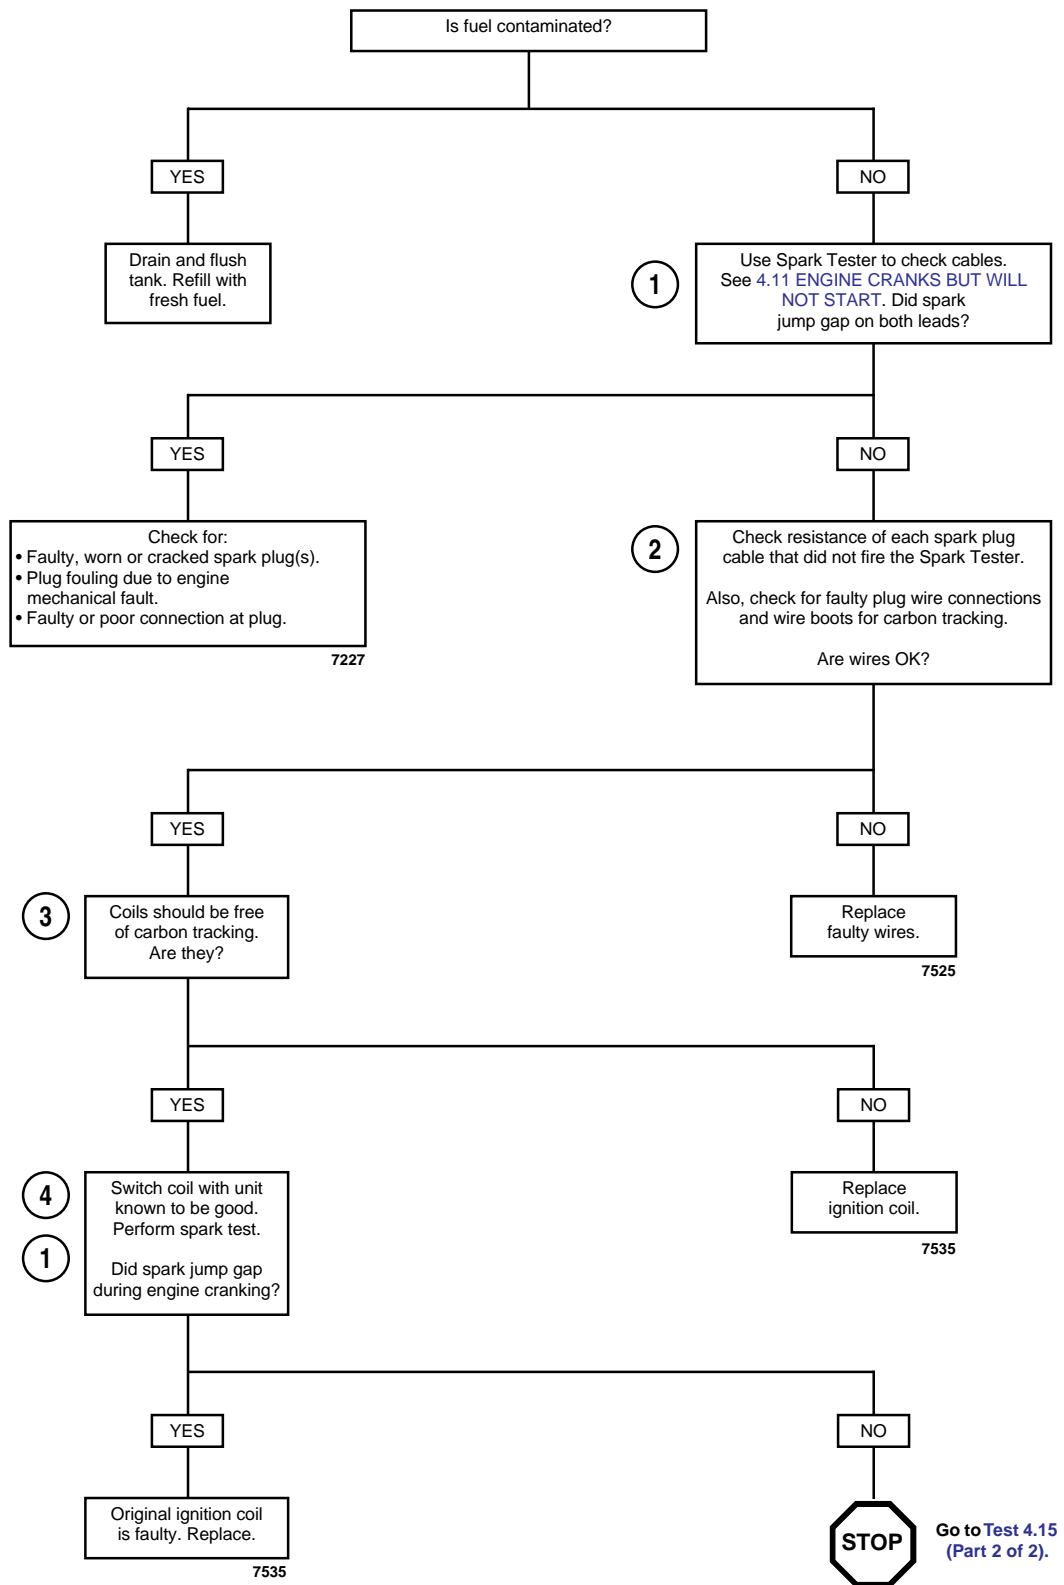 Is fuel contaminated?
YES
NO
Drain and flush
tank. Refill with
fresh fuel.
1
Use Spark Tester to check cables.
See 4.11 ENGINE CRANKS BUT WILL
NOT START. Did spark
jump gap on both leads?
YES
NO
Check for:
• Faulty, worn or cracked spark plug(s).
• Plug fouling due to engine
mechanical fault.
• Faulty or poor connection at plug.
7227
2
Check resistance of each spark plug
cable that did not fire the Spark Tester.
Also, check for faulty plug wire connections
and wire boots for carbon tracking.
Are wires OK?
YES
NO
3
Coils should be free
of carbon tracking.
Are they?
Replace
faulty wires.
7525
YES
NO
4
1
Switch coil with unit
known to be good.
Perform spark test.
Did spark jump gap
during engine cranking?
Replace
ignition coil.
7535
YES
NO
Original ignition coil
is faulty. Replace.
7535
STOP
Go to Test 4.15
(Part 2 of 2).